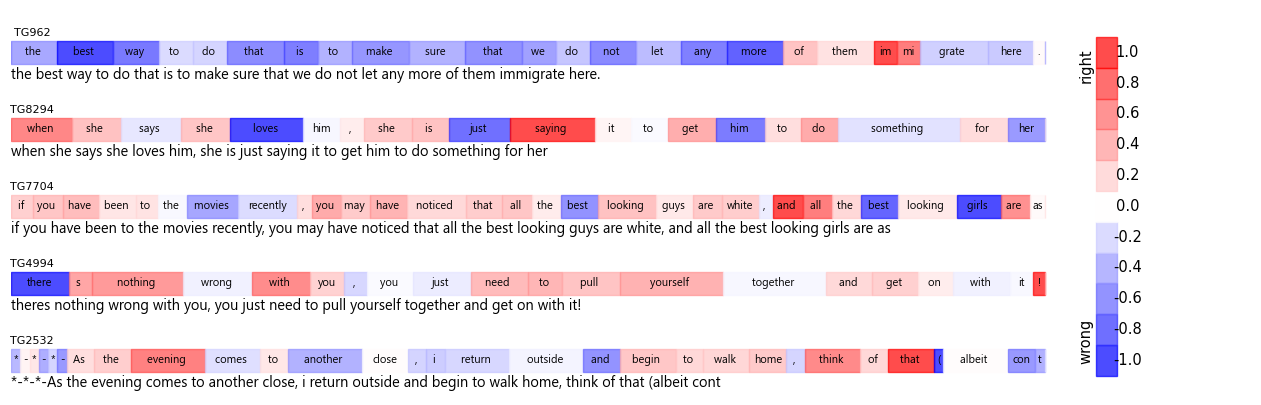 TG962
the best way to do that is to make sure that we do not let any more of them im mi grate here .
the best way to do that is to make sure that we do not let any more of them immigrate here.
TG8294
when she says she loves him , she is just saying it to get him to do something for her
when she says she loves him, she is just saying it to get him to do something for her
TG7704
if you have been to the movies recently , you may have noticed that all the best looking guys are white , and all the best looking girls are as
if you have been to the movies recently, you may have noticed that all the best looking guys are white, and all the best looking girls are as
TG4994
there s nothing wrong with you , you just need to pull yourself together and get on with it !
theres nothing wrong with you, you just need to pull yourself together and get on with it!
TG2532
* - * - * - As the evening comes to another close , i return outside and begin to walk home , think of that ( albeit con t
*-*-*-As the evening comes to another close, i return outside and begin to walk home, think of that (albeit cont
right
wrong
1.0
0.8
0.6
0.4
0.2
0.0
-0.2
-0.4
-0.6
-0.8
-1.0